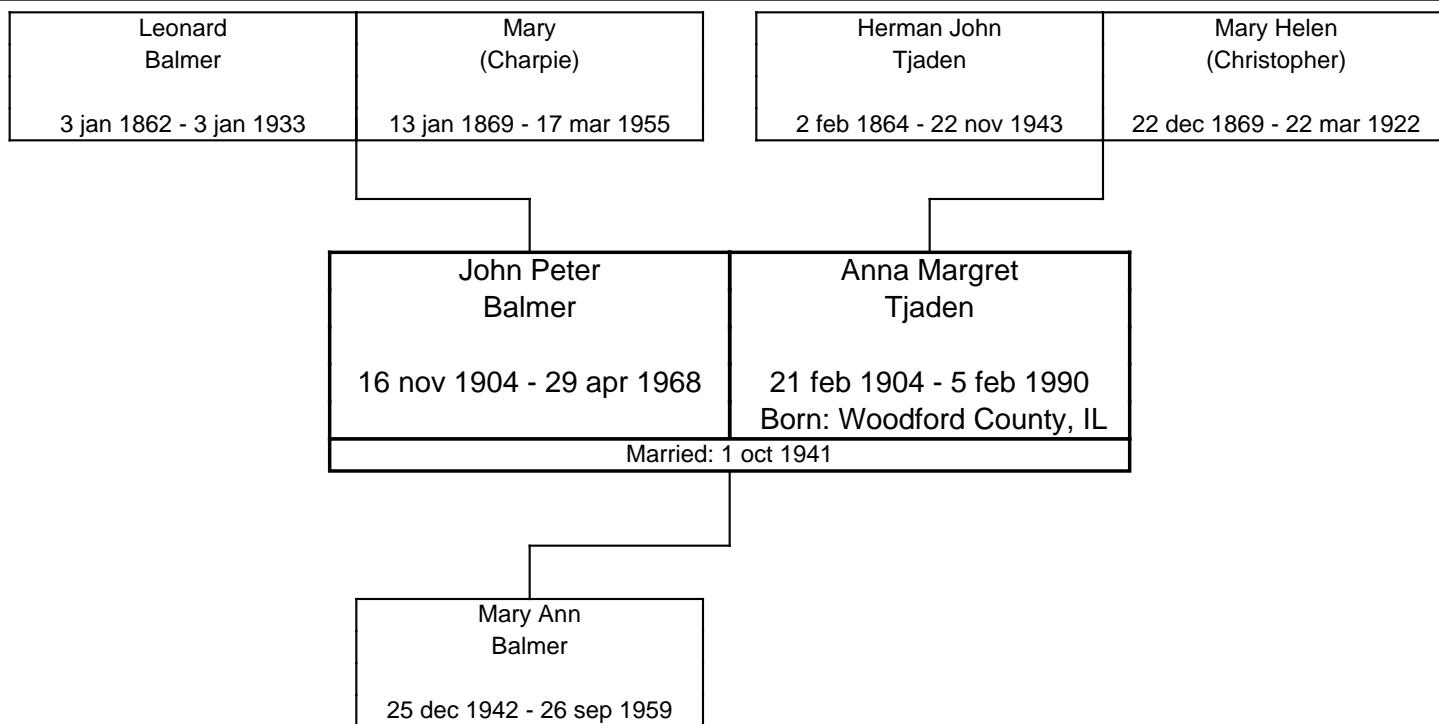 Leonard
Balmer
3 jan 1862 - 3 jan 1933
Mary
(Charpie)
13 jan 1869 - 17 mar 1955
Herman John
Tjaden
2 feb 1864 - 22 nov 1943
Mary Helen
(Christopher)
22 dec 1869 - 22 mar 1922
John Peter
Balmer
16 nov 1904 - 29 apr 1968
Anna Margret
Tjaden
21 feb 1904 - 5 feb 1990
Born: Woodford County, IL
Married: 1 oct 1941
Mary Ann
Balmer
25 dec 1942 - 26 sep 1959